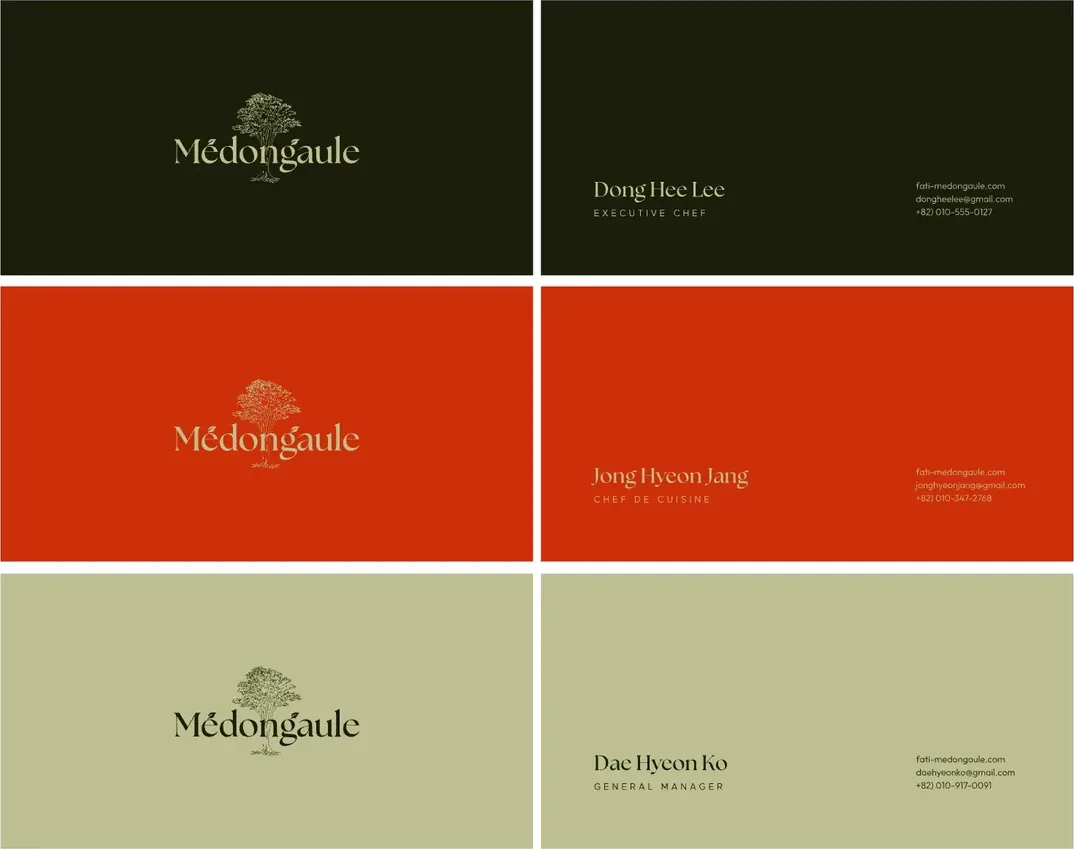 Médongaule
Dong Hee Lee
EXECUTIVE CHEF
fati-medongaule.com
dongheelee@gmail.com
+82) 010-555-0127
Médongaule
Jong Hyeon Jang
CHEF DE CUISINE
fati-medongaule.com
jonghyeonjang@gmail.com
+82) 010-347-2768
Médongaule
Dae Hyeon Ko
GENERAL MANAGER
fati-medongaule.com
daehyeonko@gmail.com
+82) 010-917-0091